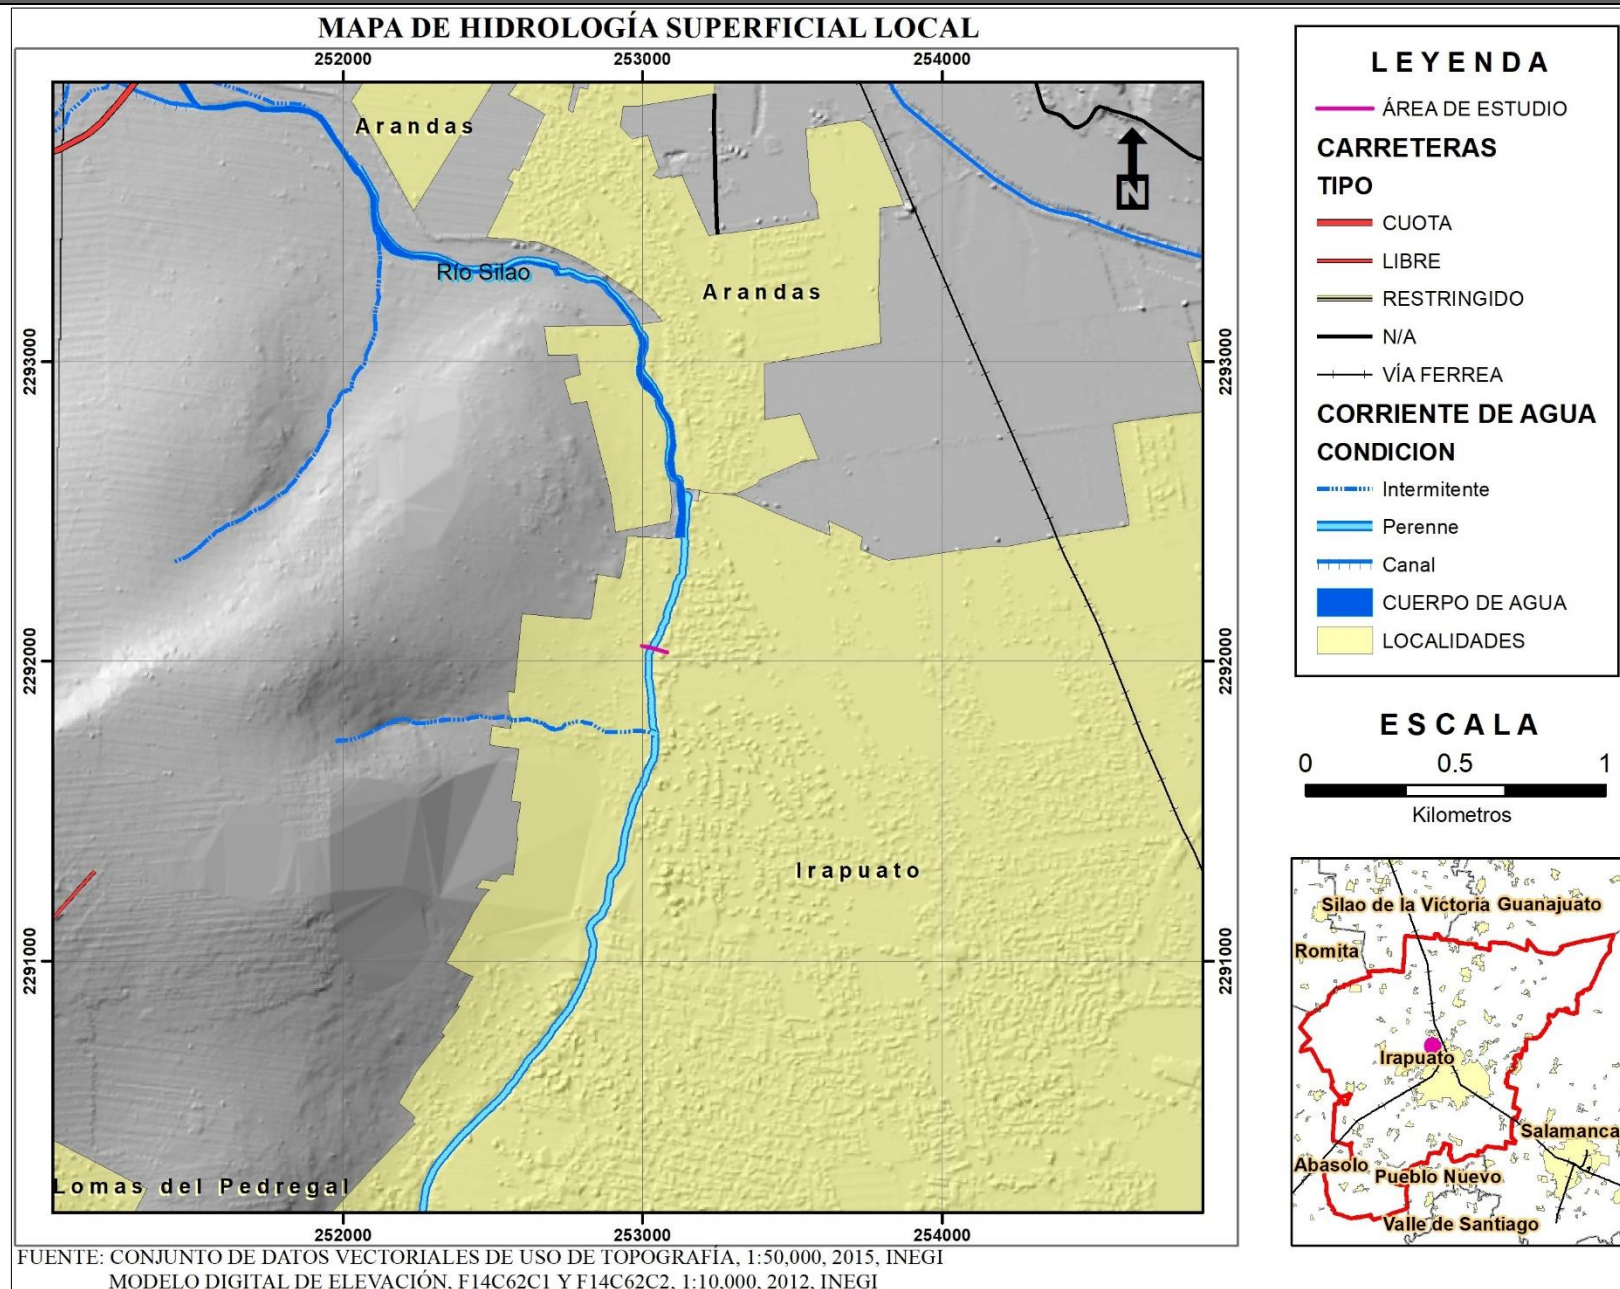 MAPA DE HIDROLOGÍA SUPERFICIAL LOCAL
252000
253000
254000
Arandas
Río Silao
Arandas
2293000
2293000
2292000
2292000
Irapuato
2291000
2291000
Lomas del Pedregal
252000
253000
254000
N
FUENTE: CONJUNTO DE DATOS VECTORIALES DE USO DE TOPOGRAFÍA, 1:50,000, 2015, INEGI
MODELO DIGITAL DE ELEVACIÓN, F14C62C1 Y F14C62C2, 1:10,000, 2012, INEGI
LEYENDA
ÁREA DE ESTUDIO
CARRETERAS
TIPO
CUOTA
LIBRE
RESTRINGIDO
N/A
VÍA FERREA
CORRIENTE DE AGUA
CONDICION
Intermitente
Perenne
Canal
CUERPO DE AGUA
LOCALIDADES
ESCALA
0 0.5 1
Kilometros
Silao de la Victoria Guanajuato
Romita
Irapuato
Salamanca
Abasolo
Pueblo Nuevo
Valle de Santiago